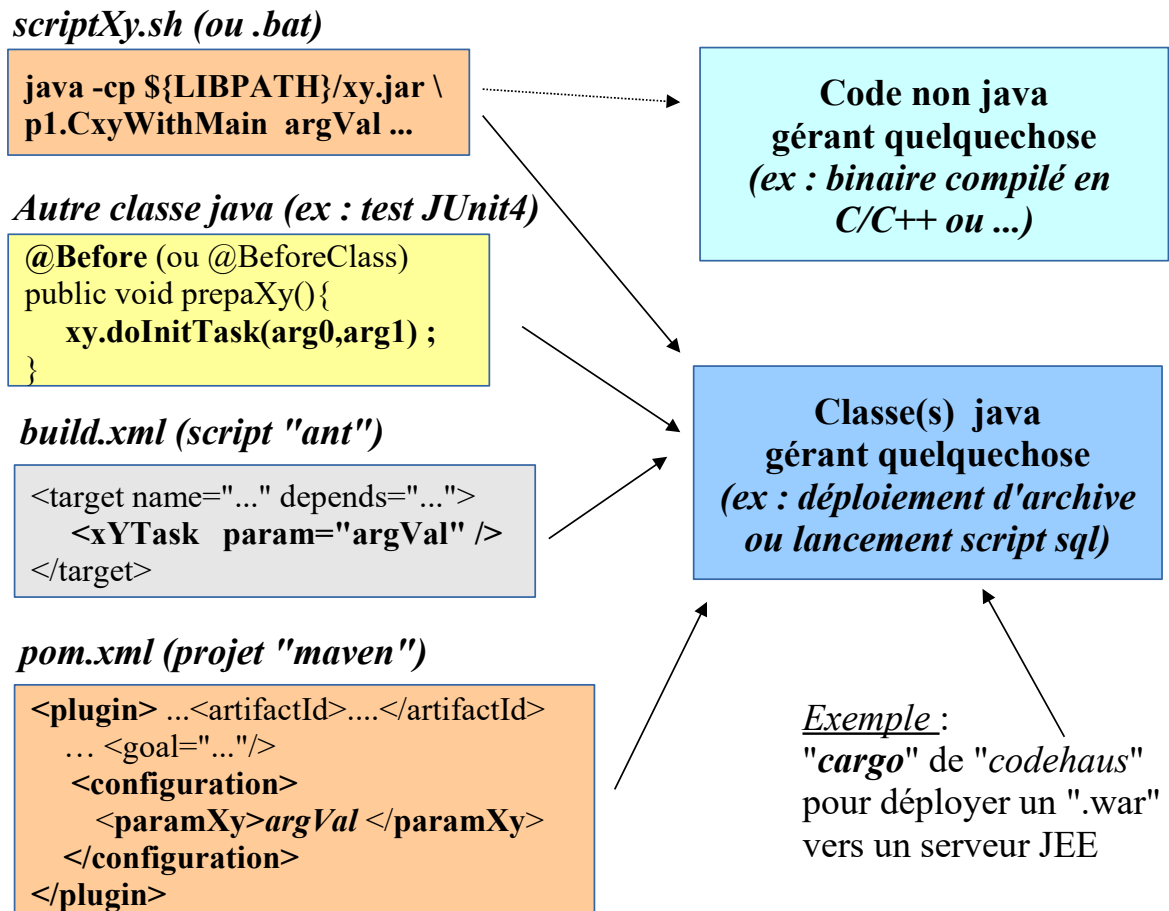 scriptXy.sh (ou .bat)
java -cp ${LIBPATH}/xy.jar \
p1.CxyWithMain argVal ...
Code non java
gérant quelquechose
(ex : binaire compilé en
C/C++ ou ...)
Autre classe java (ex : test JUnit4)
@Before (ou @BeforeClass)
public void prepaXy(){
xy.doInitTask(arg0,arg1) ;
}
Classe(s) java
gérant quelquechose
(ex : déploiement d'archive
ou lancement script sql)
build.xml (script "ant")
<target name="..." depends="...">
<xYTask param="argVal" />
</target>
pom.xml (projet "maven")
<plugin> ...<artifactId>....</artifactId>
… <goal="..."/>
<configuration>
<paramXy>argVal </paramXy>
</configuration>
</plugin>
Exemple :
"cargo" de "codehaus"
pour déployer un ".war"
vers un serveur JEE